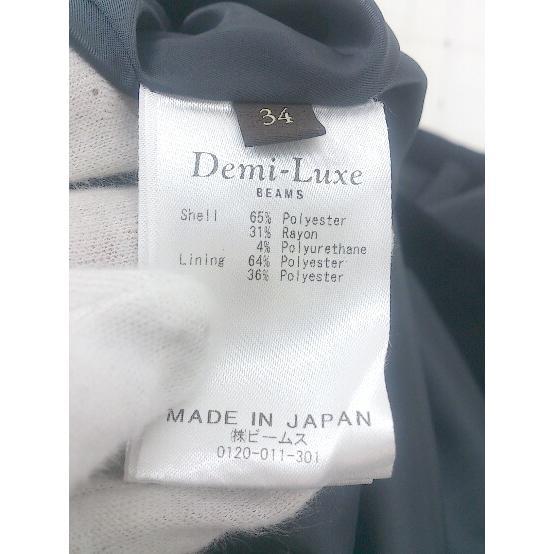 34
Demi-Luxe
BEAMS
Shell 65% Polyester
31% Rayon
4% Polyurethane
Lining 64% Polyester
36% Polyester
MADE IN JAPAN
㈱ビームス
0120-011-301